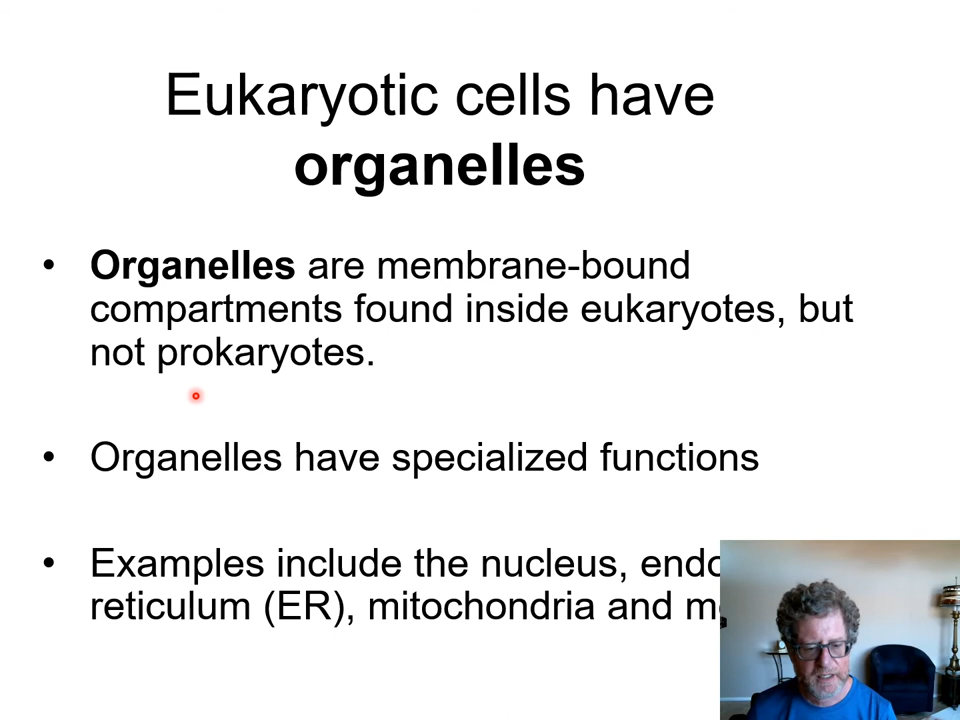 Eukaryotic cells have
organelles
• Organelles are membrane-bound
compartments found inside eukaryotes, but
not prokaryotes.
• Organelles have specialized functions
• Examples include the nucleus,
reticulum (ER), mitochondria and